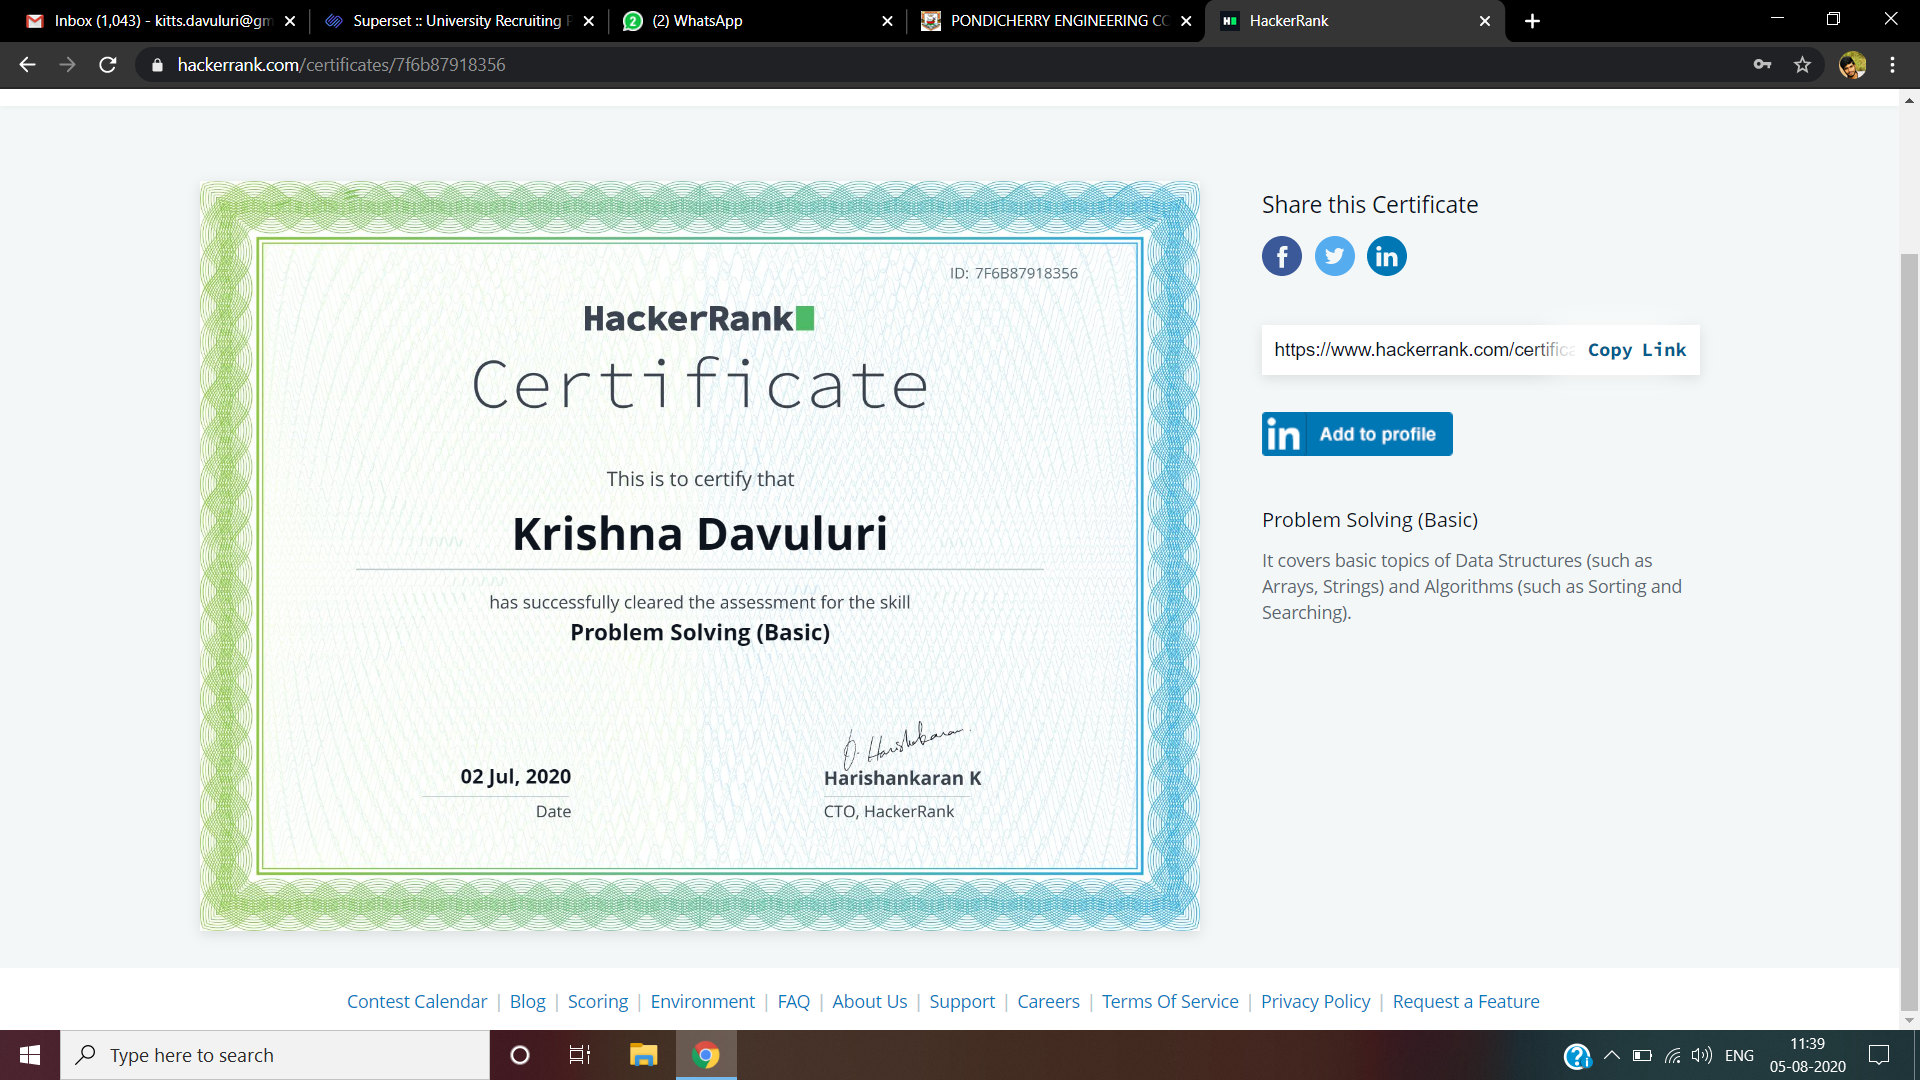 Inbox (1,043) - kitts.davuluri@gm
Superset :: University Recruiting P
(2) WhatsApp
PONDICHERRY ENGINEERING CO
HackerRank
hackerrank.com/certificates/7f6b87918356
ID: 7F6B87918356
HackerRank
Certificate
This is to certify that
Krishna Davuluri
has successfully cleared the assessment for the skill
Problem Solving (Basic)
02 Jul, 2020
Date
Harishankaran K
CTO, HackerRank
Share this Certificate
https://www.hackerrank.com/certifica Copy Link
in Add to profile
Problem Solving (Basic)
It covers basic topics of Data Structures (such as
Arrays, Strings) and Algorithms (such as Sorting and
Searching).
Contest Calendar | Blog | Scoring | Environment | FAQ | About Us | Support | Careers | Terms Of Service | Privacy Policy | Request a Feature
Type here to search
ENG
11:39
05-08-2020